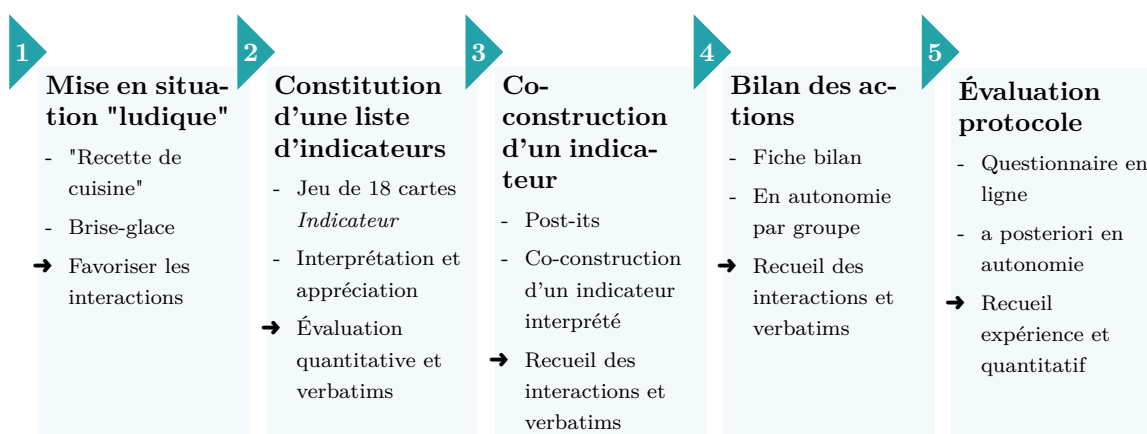 1
Mise en situa-
tion "ludique"
- "Recette de
cuisine"
- Brise-glace
➜ Favoriser les
interactions
2
Constitution
d'une liste
d'indicateurs
- Jeu de 18 cartes
Indicateur
- Interprétation et
appréciation
➜ Évaluation
quantitative et
verbatims
3
Co-
construction
d'un indica-
teur
- Post-its
- Co-construction
d'un indicateur
interprété
➜ Recueil des
interactions et
verbatims
4
Bilan des ac-
tions
- Fiche bilan
- En autonomie
par groupe
➜ Recueil des
interactions et
verbatims
5
Évaluation
protocole
- Questionnaire en
ligne
- a posteriori en
autonomie
➜ Recueil
expérience et
quantitatif